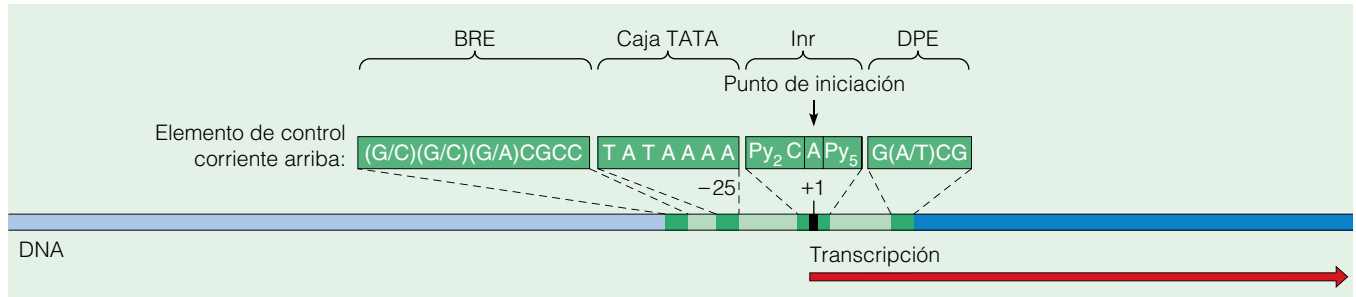 BRE Caja TATA Inr DPE
Punto de iniciación
Elemento de control
corriente arriba:
(G/C)(G/C)(G/A)CGCC T A T A A A A Py2 C A Py5 G(A/T)CG
−25 +1
DNA
Transcripción